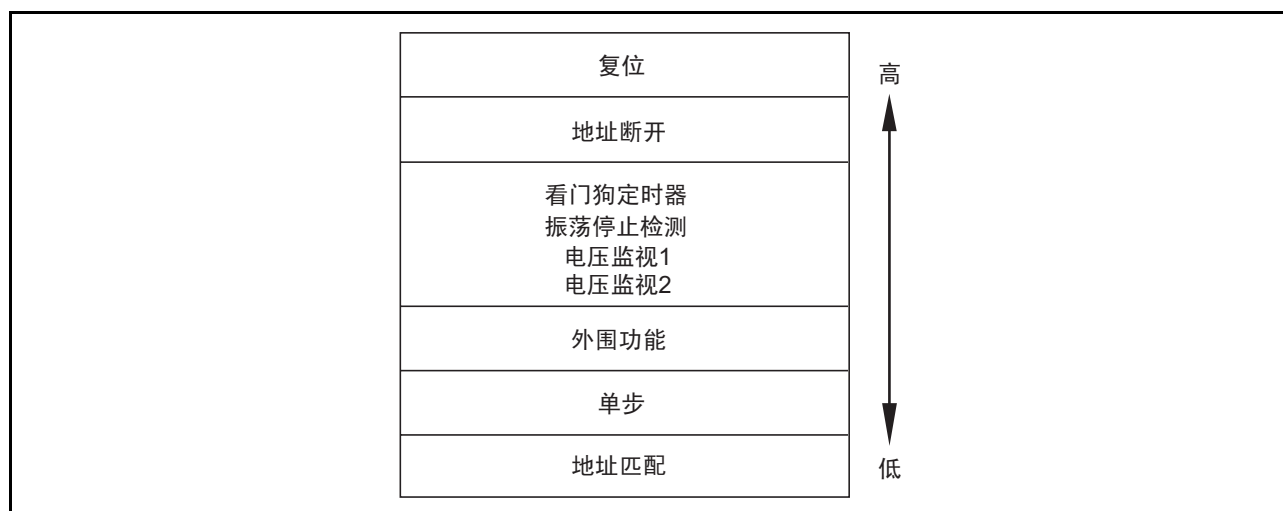 复位
高
地址断开
看门狗定时器
振荡停止检测
电压监视1
电压监视2
外围功能
单步
地址匹配
低